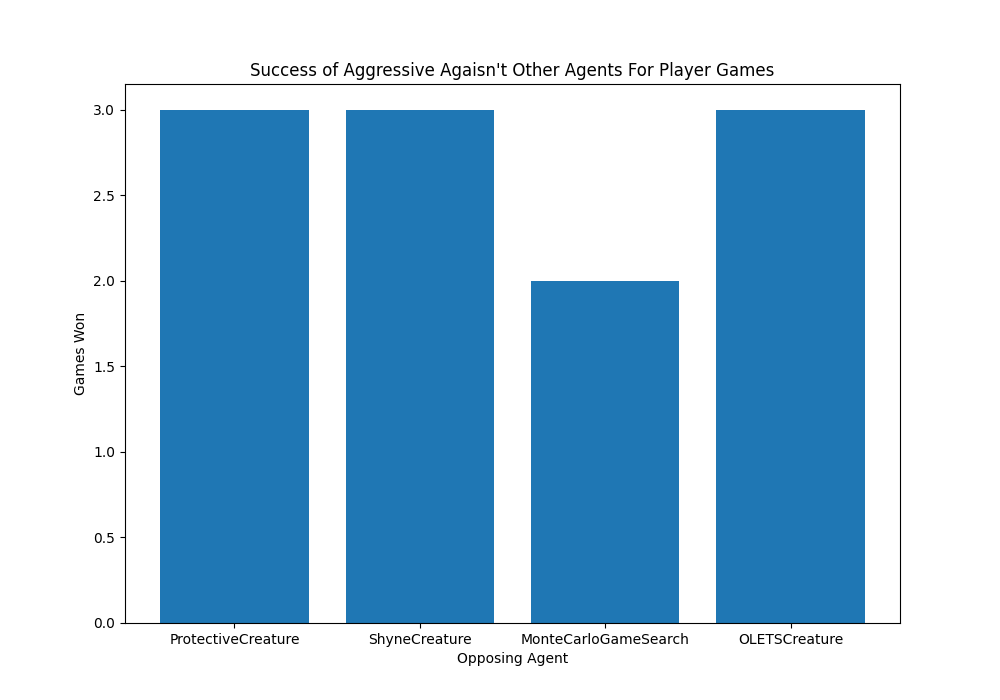 Success of Aggressive Agaisn't Other Agents For Player Games
3.0
2.5
2.0
1.5
1.0
0.5
0.0
Games Won
ProtectiveCreature ShyneCreature MonteCarloGameSearch OLETSCreature
Opposing Agent